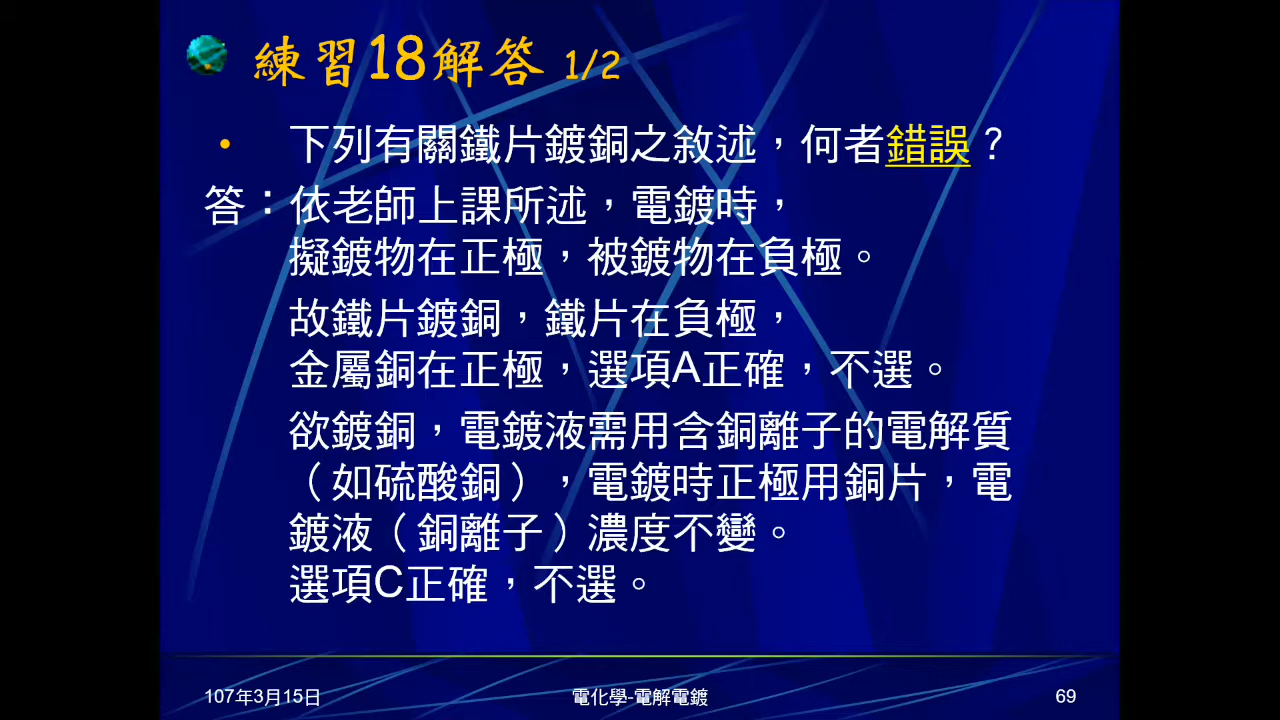 練習18解答 1/2
• 下列有關鐵片鍍銅之敘述，何者錯誤？
答：依老師上課所述，電鍍時，
擬鍍物在正極，被鍍物在負極。
故鐵片鍍銅，鐵片在負極，
金屬銅在正極，選項A正確，不選。
欲鍍銅，電鍍液需用含銅離子的電解質
（如硫酸銅），電鍍時正極用銅片，電
鍍液（銅離子）濃度不變。
選項C正確，不選。
107年3月15日
電化學-電解電鍍
69